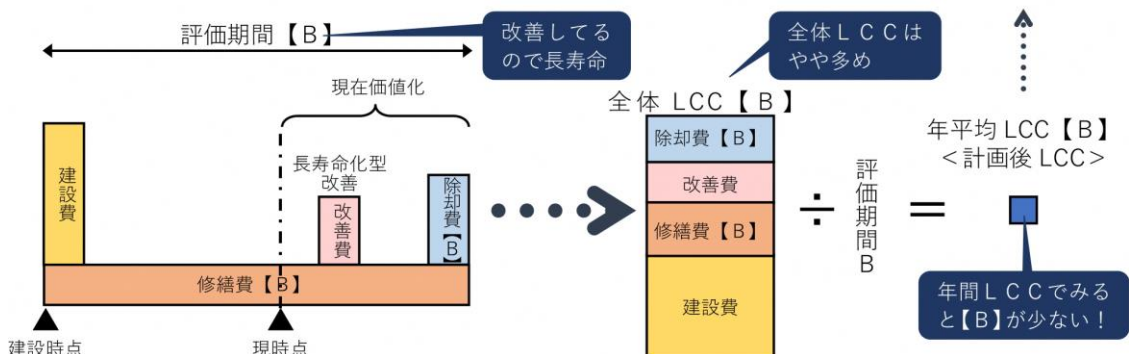 評価期間【B】
改善してる
ので長寿命
現在価値化
建設費
長寿命化型
改善
改善費
除却費【B】
修繕費【B】
建設時点
現時点
全体ＬＣＣは
やや多め
全体 LCC【B】
除却費【B】
改善費
修繕費【B】
建設費
÷
評価期間B
＝
年平均 LCC【B】
＜計画後 LCC＞
年間ＬＣＣでみる
と【B】が少ない！